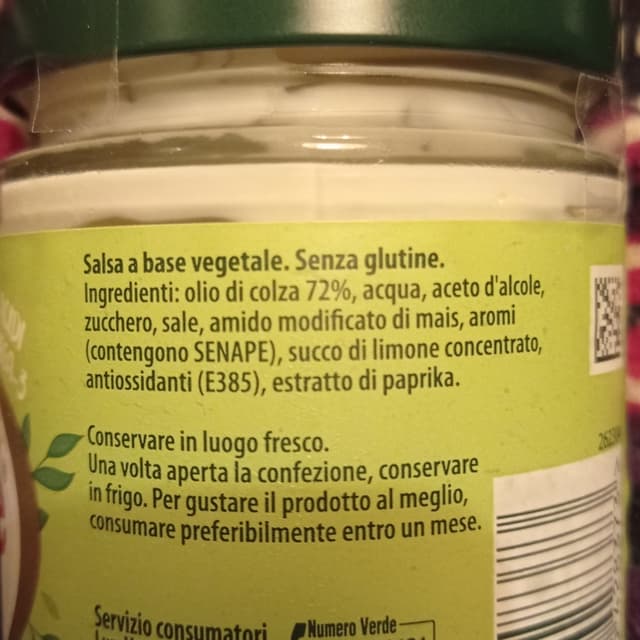 Salsa a base vegetale. Senza glutine.
Ingredienti: olio di colza 72%, acqua, aceto d'alcole,
zucchero, sale, amido modificato di mais, aromi
(contengono SENAPE), succo di limone concentrato,
antiossidanti (E385), estratto di paprika.
Conservare in luogo fresco.
Una volta aperta la confezione, conservare
in frigo. Per gustare il prodotto al meglio,
consumare preferibilmente entro un mese.
Servizio consumatori
Numero Verde